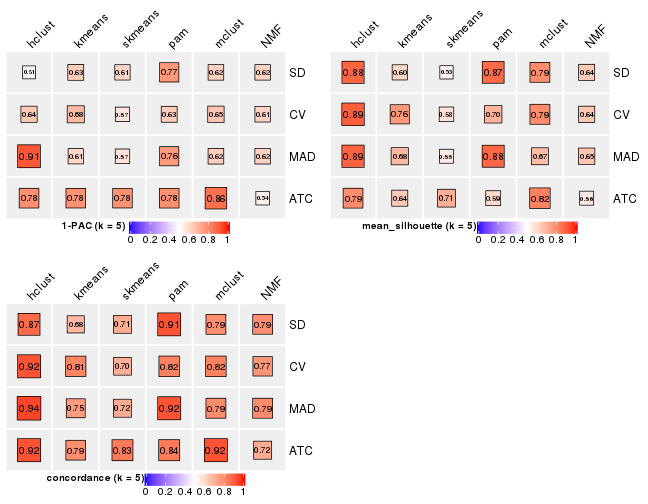 hclust kmeans skmeans pam mclust NMF
0.51 0.63 0.61 0.77 0.62 0.62 SD
0.64 0.68 0.57 0.63 0.65 0.61 CV
0.91 0.61 0.57 0.76 0.62 0.62 MAD
0.78 0.78 0.78 0.78 0.86 0.54 ATC
1-PAC (k = 5)
0 0.2 0.4 0.6 0.8 1
hclust kmeans skmeans pam mclust NMF
0.88 0.60 0.53 0.87 0.79 0.64 SD
0.89 0.76 0.58 0.70 0.79 0.64 CV
0.89 0.68 0.55 0.88 0.67 0.65 MAD
0.79 0.64 0.71 0.59 0.82 0.56 ATC
mean_silhouette (k = 5)
0 0.2 0.4 0.6 0.8 1
hclust kmeans skmeans pam mclust NMF
0.87 0.68 0.71 0.91 0.79 0.79 SD
0.92 0.81 0.70 0.82 0.82 0.77 CV
0.94 0.75 0.72 0.92 0.79 0.79 MAD
0.92 0.79 0.83 0.84 0.92 0.72 ATC
concordance (k = 5)
0 0.2 0.4 0.6 0.8 1